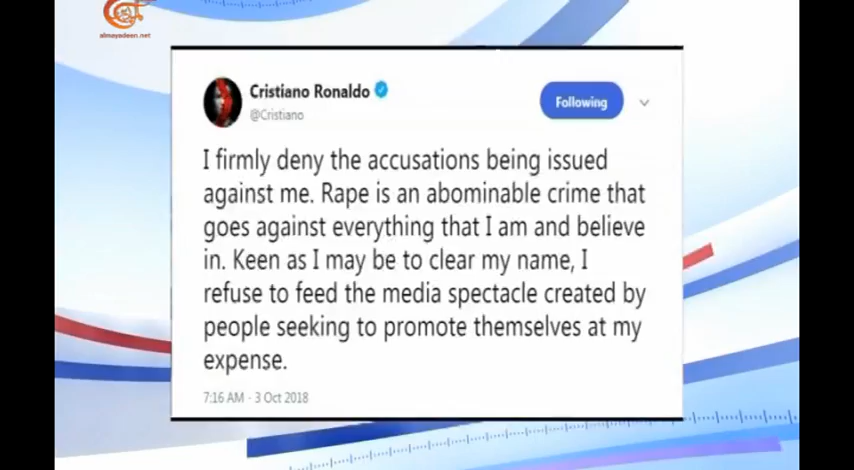 almayadeen.net
Cristiano Ronaldo
@Cristiano
Following
I firmly deny the accusations being issued
against me. Rape is an abominable crime that
goes against everything that I am and believe
in. Keen as I may be to clear my name, I
refuse to feed the media spectacle created by
people seeking to promote themselves at my
expense.
7:16 AM - 3 Oct 2018